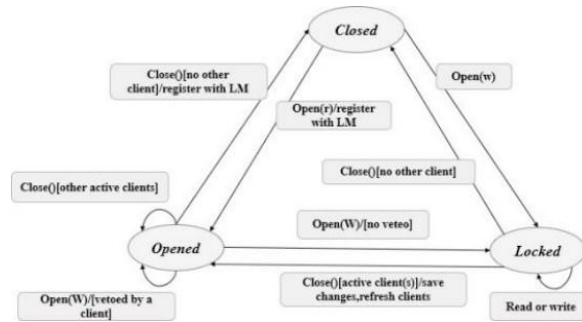 Closed
Close()[no other
client]/register with LM
Open(w)
Open(r)/register
with LM
Close()[no other client]
Close()[other active clients]
Open(W)/[no veteo]
Opened
Locked
Close()[active client(s)]/save
changes,refresh clients
Open(W)/[vetoed by a
client]
Read or write